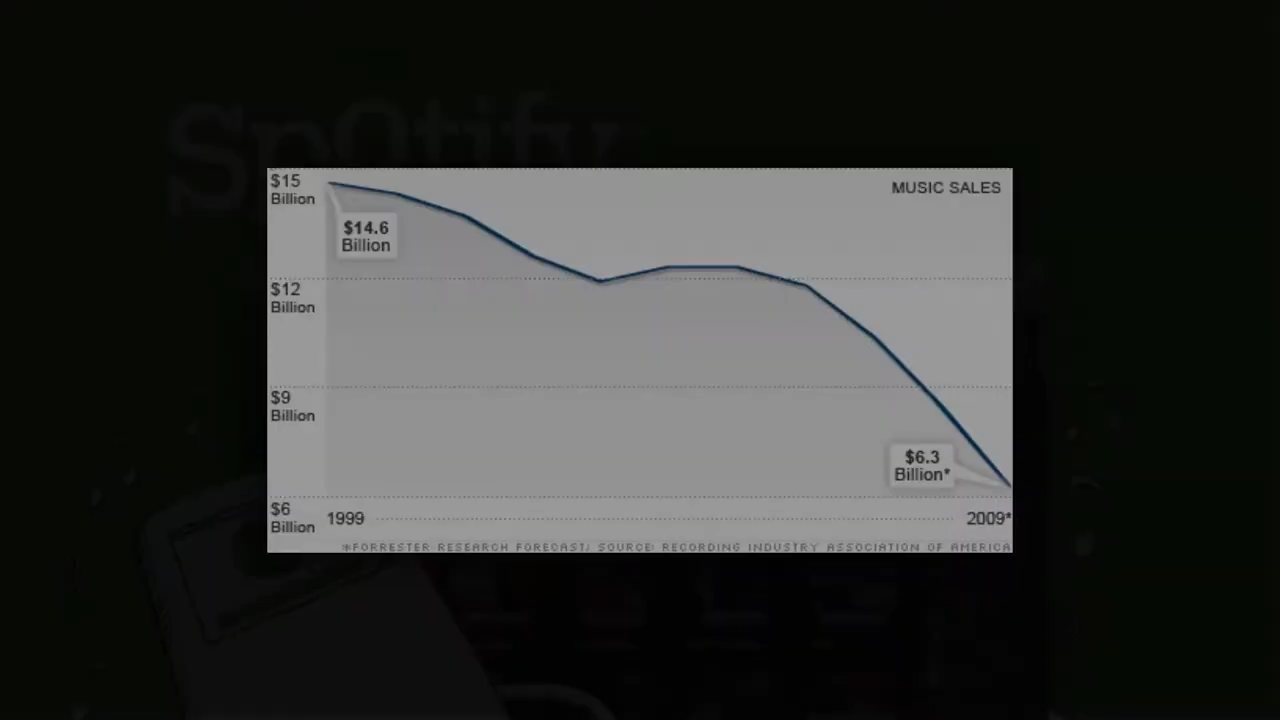 Spotify
$15
Billion
MUSIC SALES
$14.6
Billion
$12
Billion
$9
Billion
$6.3
Billion*
$6
Billion
1999
2009*
*FORRESTER RESEARCH FORECAST; SOURCE: RECORDING INDUSTRY ASSOCIATION OF AMERICA